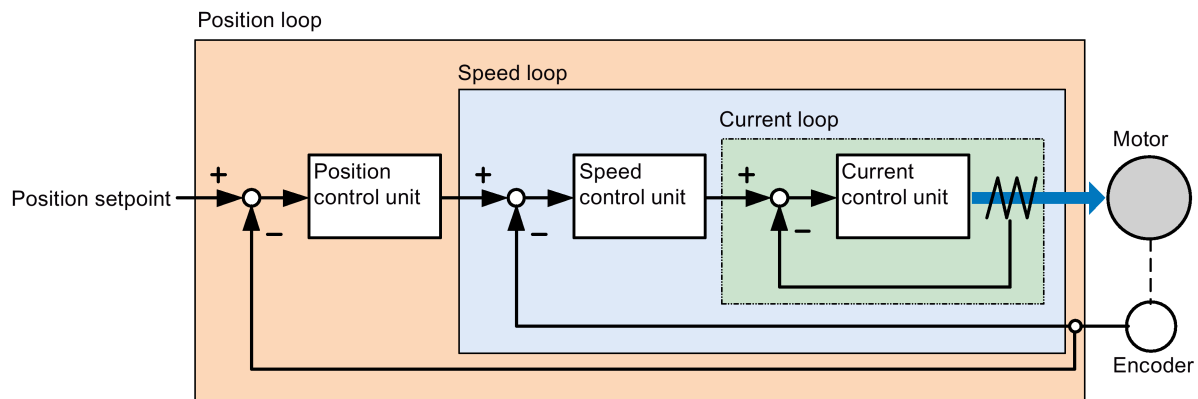 Position loop
Speed loop
Current loop
Motor
Position setpoint
+
−
Position
control unit
+
−
Speed
control unit
+
−
Current
control unit
Encoder